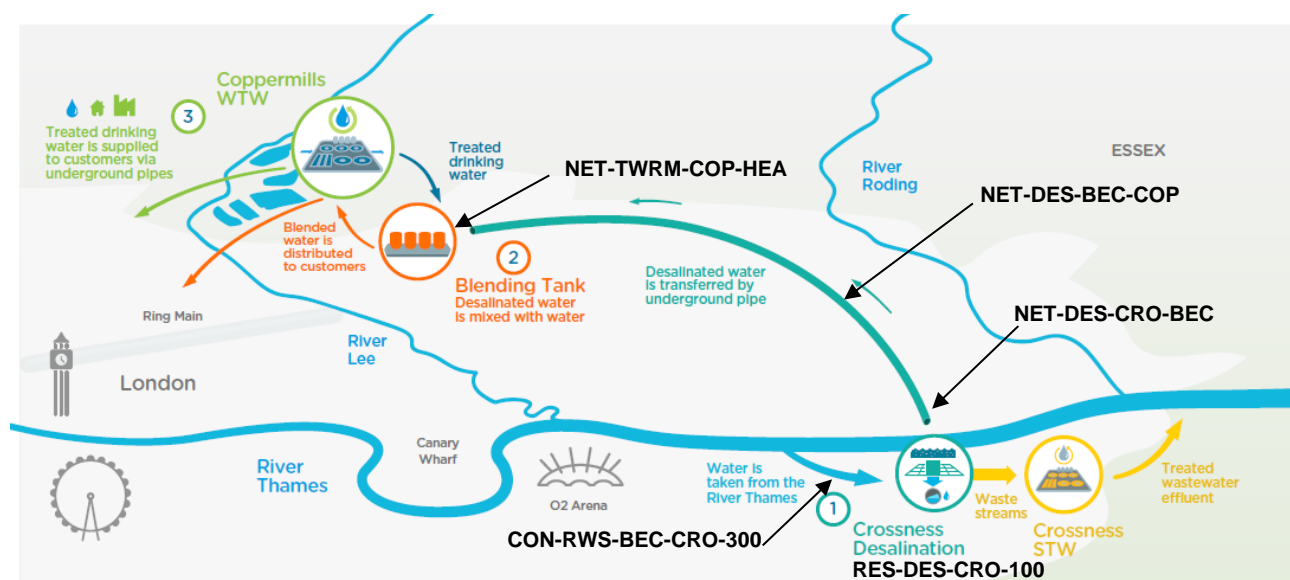 Coppermills
WTW
3
Treated drinking
water is supplied
to customers via
underground pipes
Treated
drinking
water
NET-TWRM-COP-HEA
River
Roding
ESSEX
NET-DES-BEC-COP
Blended
water is
distributed
to customers
2
Blending Tank
Desalinated water
is mixed with water
Desalinated water
is transferred by
underground pipe
NET-DES-CRO-BEC
Ring Main
River
Lee
London
Canary
Wharf
River
Thames
O2 Arena
Water is
taken from the
River Thames
1
CON-RWS-BEC-CRO-300
Crossness
Desalination
RES-DES-CRO-100
Waste
streams
Crossness
STW
Treated
wastewater
effluent